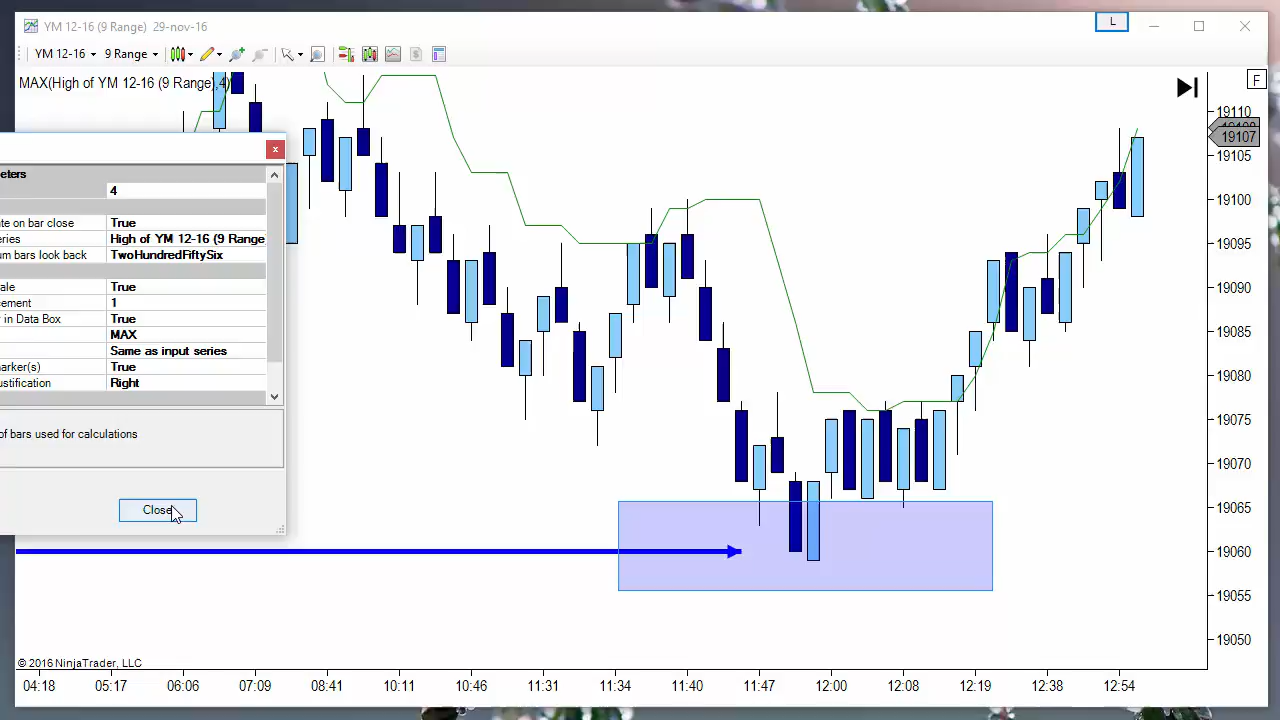 YM 12-16 (9 Range) 29-nov-16
L
YM 12-16 9 Range
MAX(High of YM 12-16 (9 Range),4)
F
19110
19107
19105
19100
19095
19090
19085
19080
19075
19070
19065
19060
19055
19050
eters
4
ate on bar close True
eries High of YM 12-16 (9 Range
um bars look back TwoHundredFiftySix
cale True
cement 1
y in Data Box True
MAX
Same as input series
arker(s) True
ustification Right
of bars used for calculations
Close
© 2016 NinjaTrader, LLC
04:18 05:17 06:06 07:09 08:41 10:11 10:46 11:31 11:34 11:40 11:47 12:00 12:08 12:19 12:38 12:54